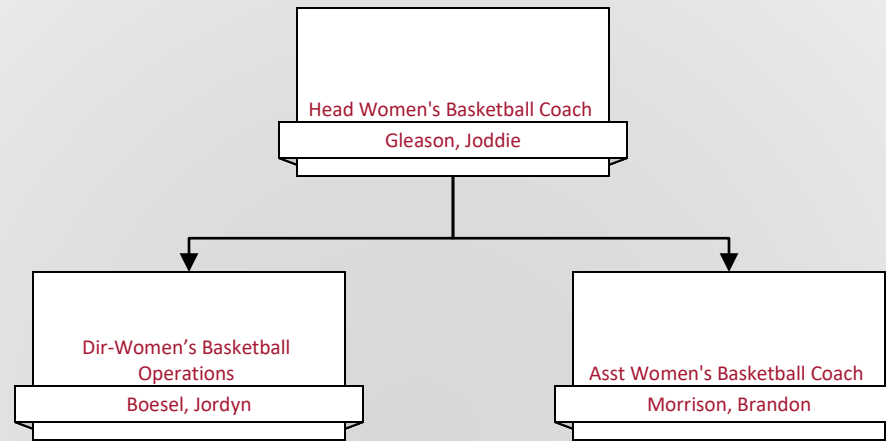 Head Women's Basketball Coach
Gleason, Joddie
Dir-Women’s Basketball
Operations
Boesel, Jordyn
Asst Women's Basketball Coach
Morrison, Brandon